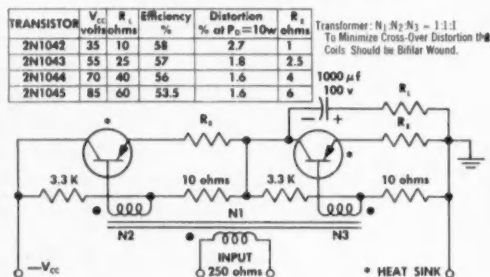 TRANSISTOR Vcc volts RL ohms Efficiency % Distortion % at Po=10w RE ohms
2N1042 35 10 58 2.7 1
2N1043 55 25 57 1.8 2.5
2N1044 70 40 56 1.6 4
2N1045 85 60 53.5 1.6 6
Transformer: N1:N2:N3 – 1:1:1
To Minimize Cross-Over Distortion the
Coils Should be Bifilar Wound.
1000 μf
100 v
RL
– +
* RE RE
*
3.3 K 10 ohms 3.3 K 10 ohms
N1
N2 N3
INPUT
250 ohms
—Vcc
* HEAT SINK